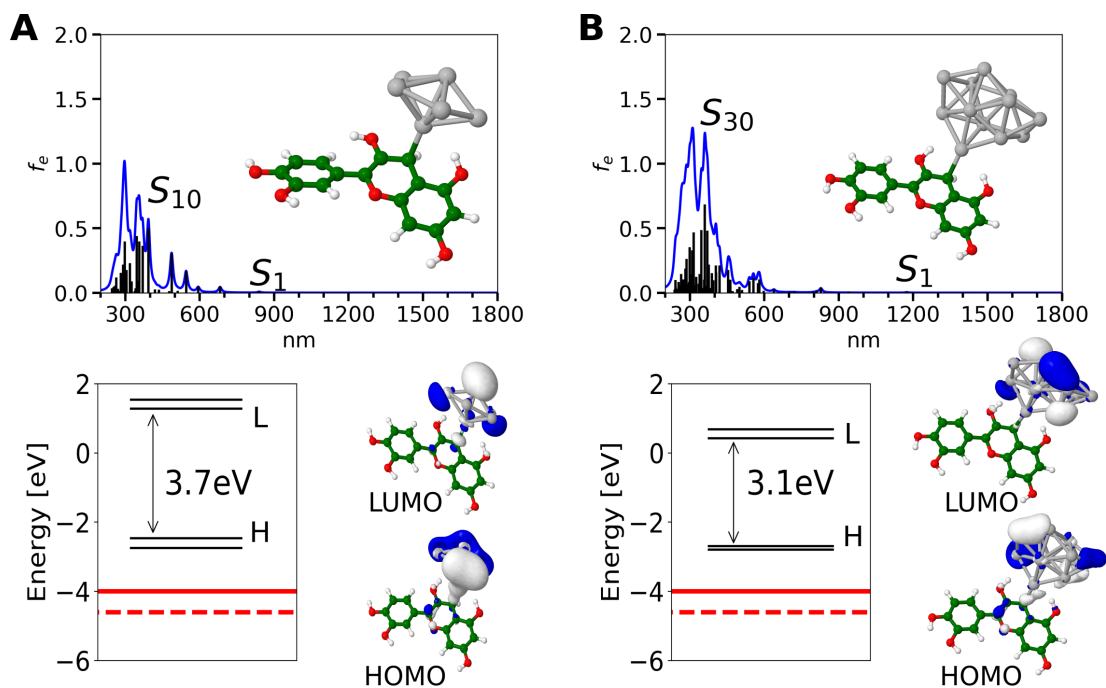 A
B
2.0
1.5
1.0
0.5
0.0
fe
S10
S1
300
600
900
1200
1500
1800
nm
2.0
1.5
1.0
0.5
0.0
fe
S30
S1
300
600
900
1200
1500
1800
nm
2
0
−2
−4
−6
Energy [eV]
L
3.7eV
H
LUMO
HOMO
2
0
−2
−4
−6
Energy [eV]
L
3.1eV
H
LUMO
HOMO